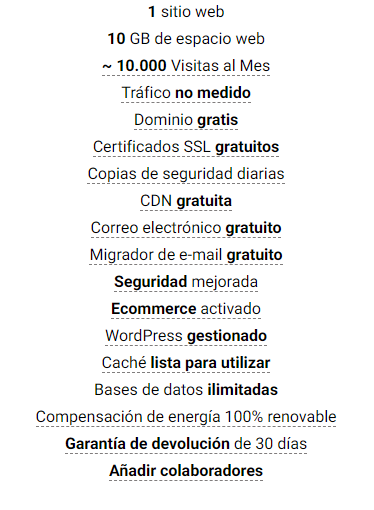 1 sitio web
10 GB de espacio web
~ 10.000 Visitas al Mes
Tráfico no medido
Dominio gratis
Certificados SSL gratuitos
Copias de seguridad diarias
CDN gratuita
Correo electrónico gratuito
Migrador de e-mail gratuito
Seguridad mejorada
Ecommerce activado
WordPress gestionado
Caché lista para utilizar
Bases de datos ilimitadas
Compensación de energía 100% renovable
Garantía de devolución de 30 días
Añadir colaboradores